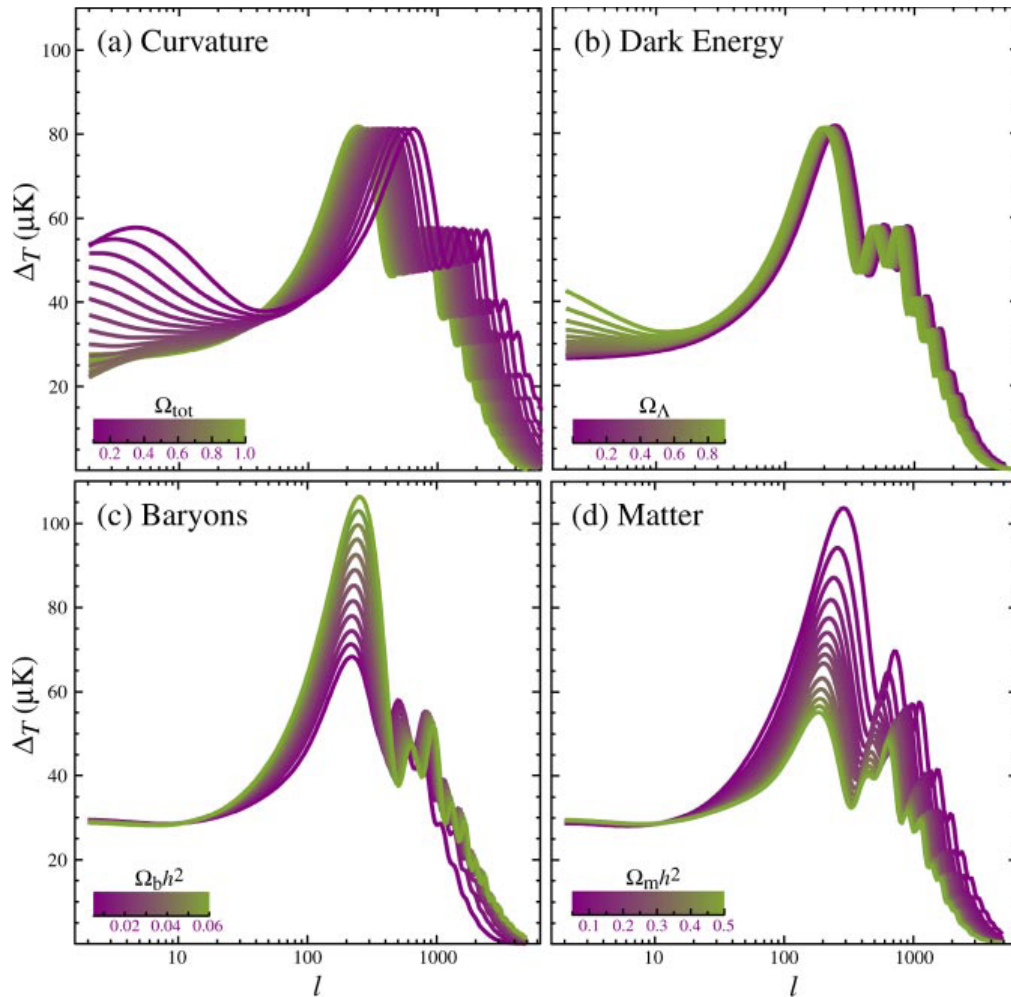 (a) Curvature
(b) Dark Energy
100
80
60
40
20
Δ_T (μK)
Ω_tot
0.2 0.4 0.6 0.8 1.0
Ω_Λ
0.2 0.4 0.6 0.8
(c) Baryons
(d) Matter
100
80
60
40
20
Δ_T (μK)
Ω_b h²
0.02 0.04 0.06
Ω_m h²
0.1 0.2 0.3 0.4 0.5
10 100 1000
10 100 1000
l
l